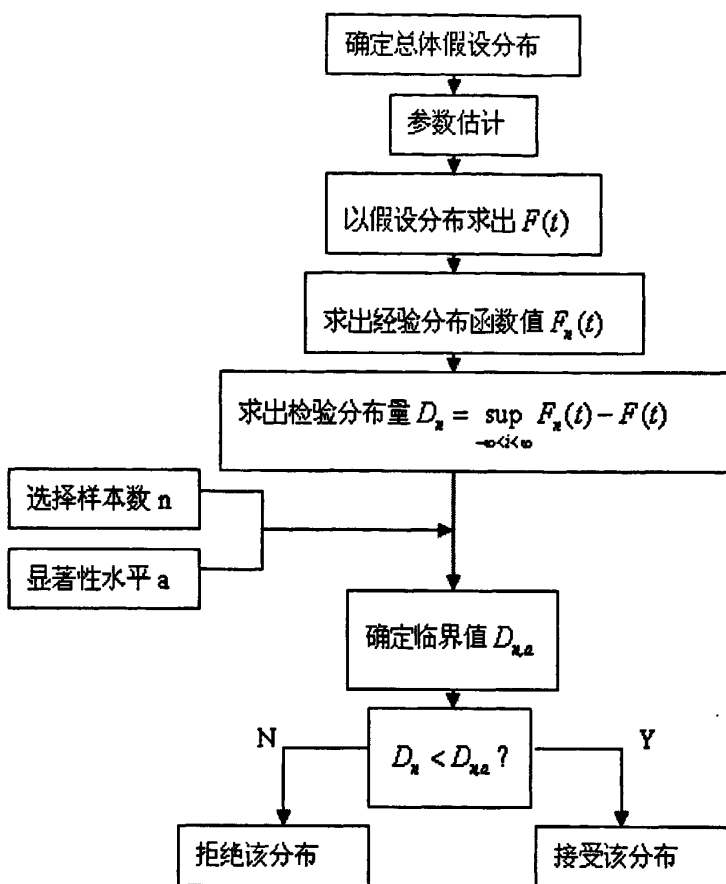 确定总体假设分布
参数估计
以假设分布求出 F(t)
求出经验分布函数值 Fₙ(t)
求出检验分布量 Dₙ = sup Fₙ(t) − F(t)
−∞<t<∞
选择样本数 n
显著性水平 a
确定临界值 Dₙ,ₐ
N
Dₙ < Dₙ,ₐ ?
Y
拒绝该分布
接受该分布